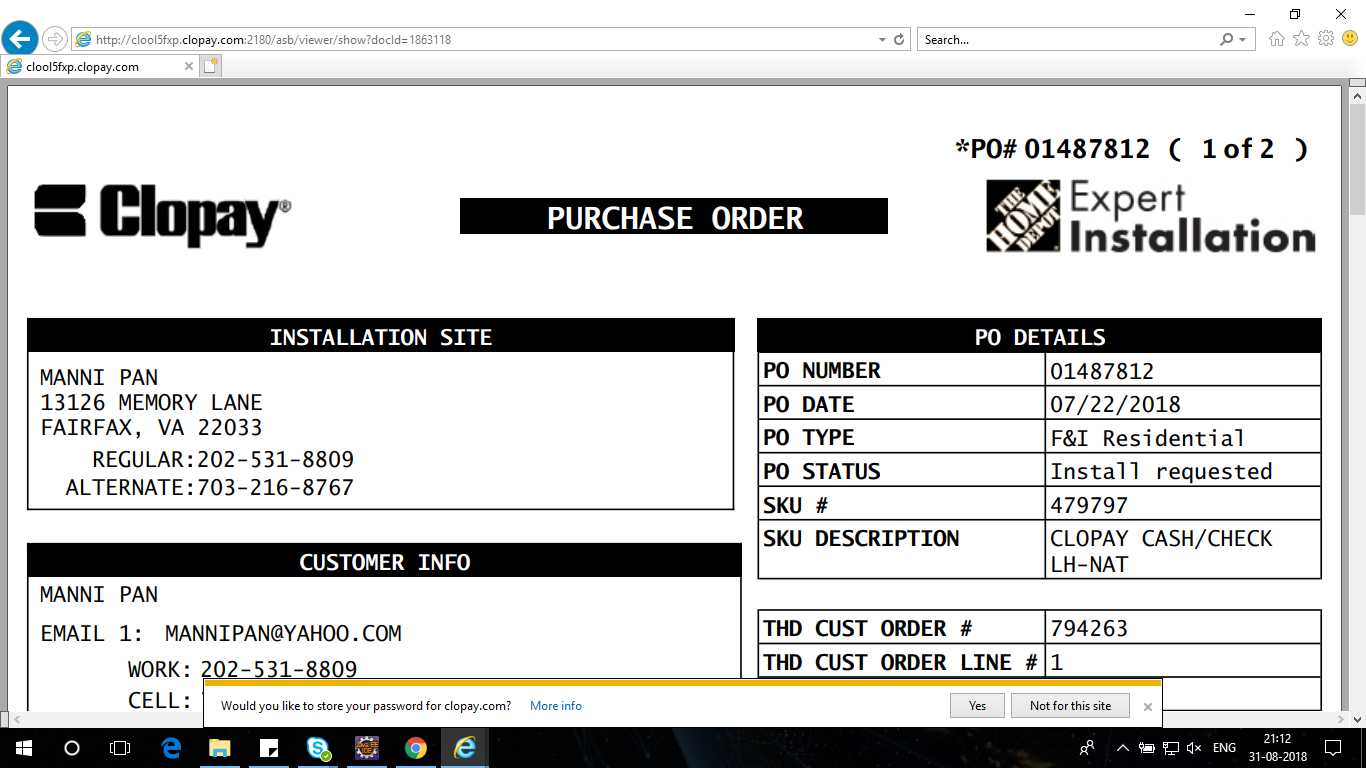 http://clool5fxp.clopay.com:2180/asb/viewer/show?docId=1863118
Search...
clool5fxp.clopay.com
*PO# 01487812 ( 1 of 2 )
Clopay®
PURCHASE ORDER
THE HOME DEPOT
Expert
Installation
INSTALLATION SITE
MANNI PAN
13126 MEMORY LANE
FAIRFAX, VA 22033
REGULAR:202-531-8809
ALTERNATE:703-216-8767
PO DETAILS
PO NUMBER 01487812
PO DATE 07/22/2018
PO TYPE F&I Residential
PO STATUS Install requested
SKU # 479797
SKU DESCRIPTION CLOPAY CASH/CHECK
LH-NAT
CUSTOMER INFO
MANNI PAN
EMAIL 1: MANNIPAN@YAHOO.COM
WORK: 202-531-8809
CELL:
THD CUST ORDER # 794263
THD CUST ORDER LINE # 1
Would you like to store your password for clopay.com? More info
Yes
Not for this site
ENG
21:12
31-08-2018